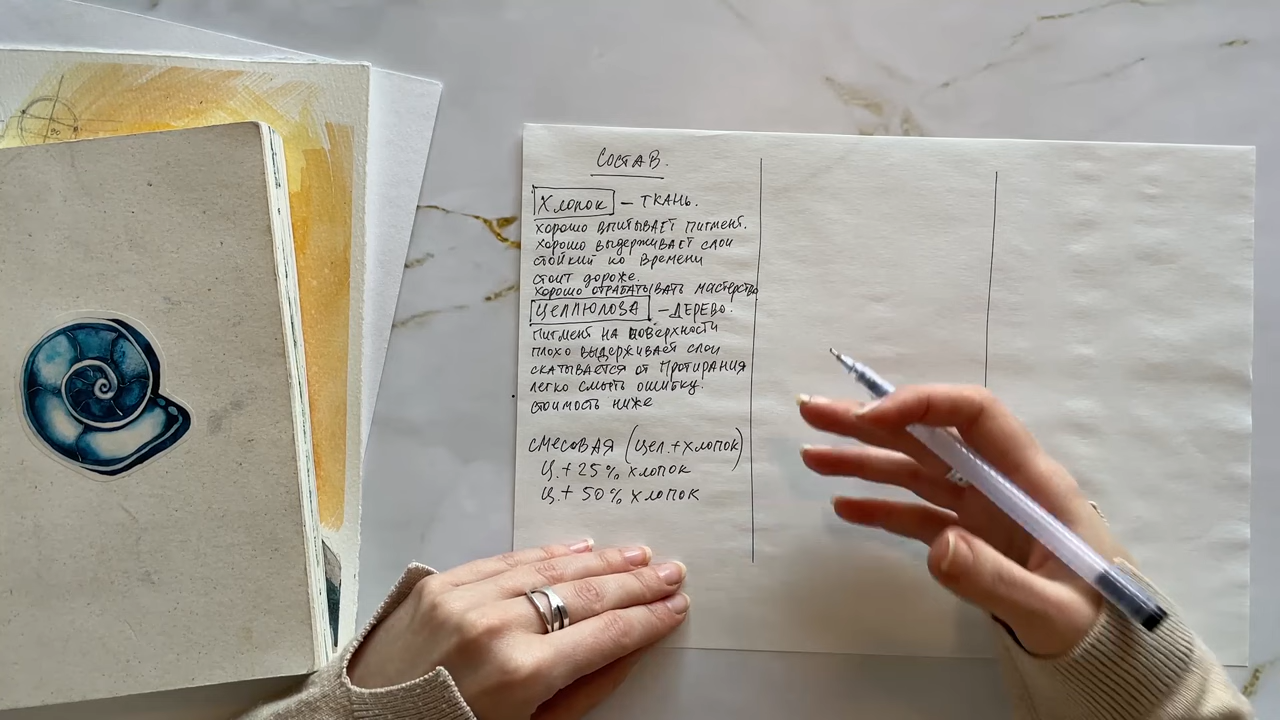 СОСТАВ.
ХЛОПОК — ТКАНЬ.
хорошо впитывает пигмент.
хорошо выдерживает слои
стойкий ко времени
стоит дороже.
хорошо отрабатывать мастерство
ЦЕЛЛЮЛОЗА — ДЕРЕВО.
пигмент на поверхности
плохо выдерживает слои
скатывается от протирания
легко смыть ошибку.
стоимость ниже
СМЕСОВАЯ (цел.+хлопок)
Ц.+ 25% хлопок
Ц.+ 50% хлопок
90